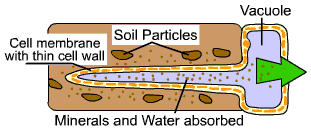 Vacuole
Soil Particles
Cell membrane
with thin cell wall
Minerals and Water absorbed